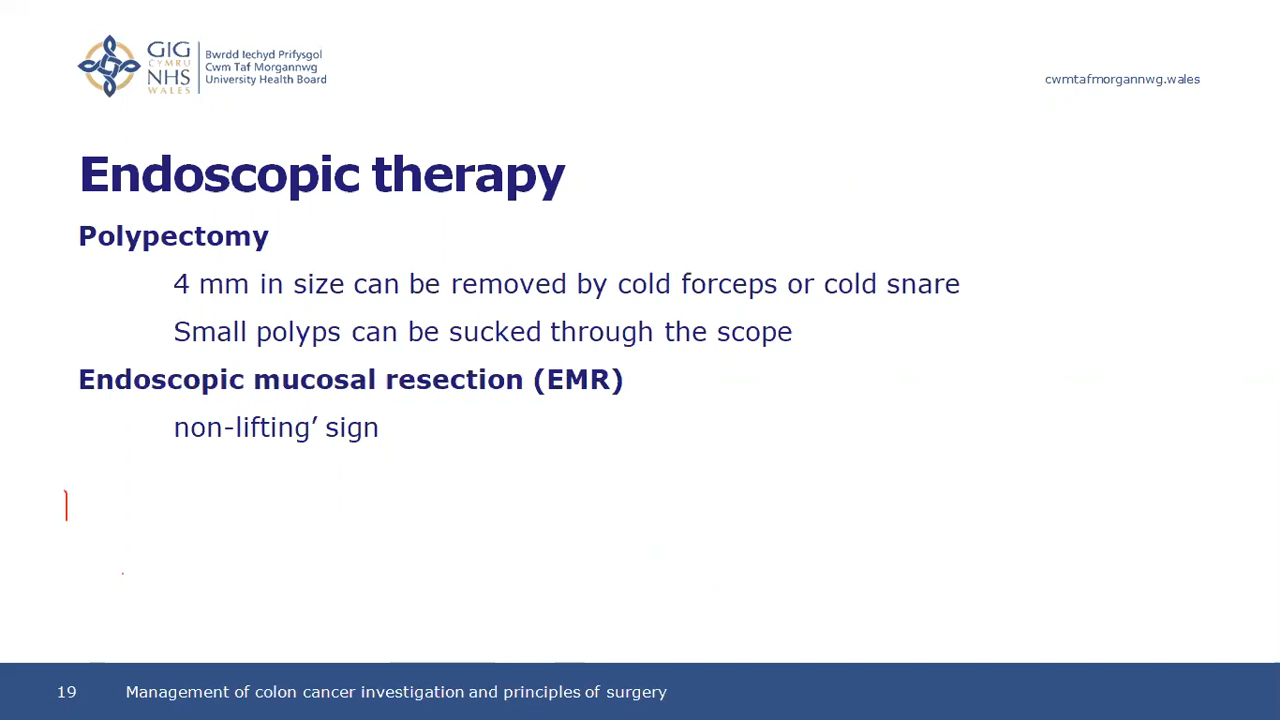 GIG
CYMRU
NHS
WALES
Bwrdd Iechyd Prifysgol
Cwm Taf Morgannwg
University Health Board
cwmtafmorgannwg.wales
Endoscopic therapy
Polypectomy
4 mm in size can be removed by cold forceps or cold snare
Small polyps can be sucked through the scope
Endoscopic mucosal resection (EMR)
non-lifting’ sign
19 Management of colon cancer investigation and principles of surgery